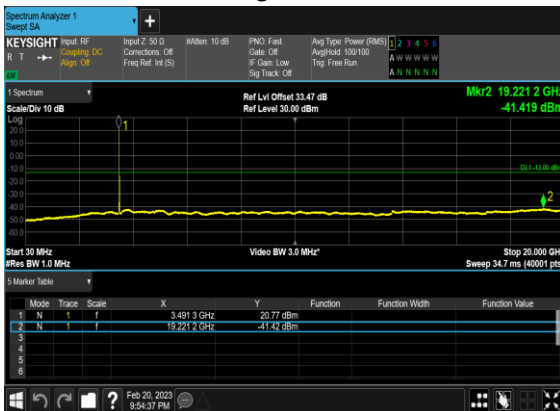 Spectrum Analyzer 1
Swept SA
+
KEYSIGHT Input: RF Input Z: 50 Ω #Atten: 10 dB PNO: Fast Avg Type: Power (RMS) 1 2 3 4 5 6
R T Coupling: DC Corrections: Off Gate: Off Avg|Hold: 100/100 A W W W W W
Align: Off Freq Ref: Int (S) IF Gain: Low Trig: Free Run
LV Sig Track: Off A N N N N N
1 Spectrum Ref Lvl Offset 33.47 dB Mkr2 19.221 2 GHz
Scale/Div 10 dB Ref Level 30.00 dBm -41.419 dBm
Log
1
20.0
10.0
0.00
-10.0
DL1 -13.00 dBm
-20.0
-30.0
2
-40.0
-50.0
-60.0
Start 30 MHz Video BW 3.0 MHz* Stop 20.000 GH
#Res BW 1.0 MHz Sweep 34.7 ms (40001 pts
5 Marker Table
Mode Trace Scale X Y Function Function Width Function Value
1 N 1 f 3.491 3 GHz 20.77 dBm
2 N 1 f 19.221 2 GHz -41.42 dBm
3
4
5
6
? Feb 20, 2023
9:54:37 PM